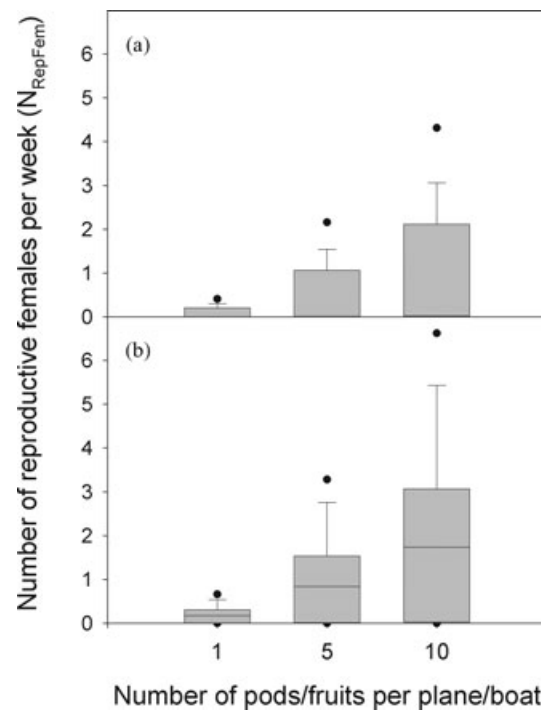 Number of reproductive females per week (N_RepFem)
(a)
6
5
4
3
2
1
0
(b)
6
5
4
3
2
1
0
1 5 10
Number of pods/fruits per plane/boat